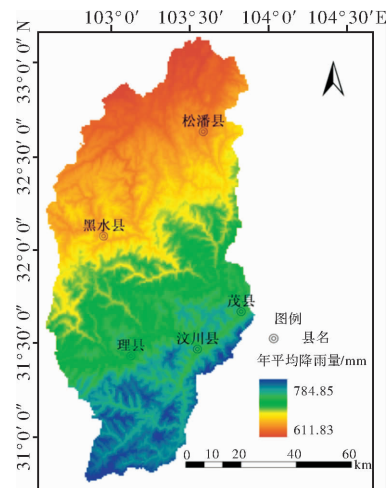 103°0′ 103°30′ 104°0′ 104°30′ E
33°0′0″ N
32°30′0″
32°0′0″
31°30′0″
31°0′0″
松潘县
黑水县
茂县
汶川县
理县
图例
县名
年平均降雨量/mm
784.85
611.83
0 10 20 40 60
km